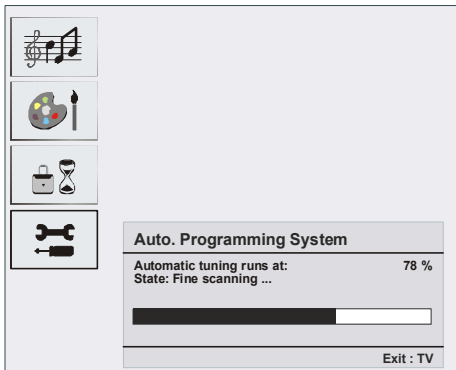 Auto. Programming System
Automatic tuning runs at: 78 %
State: Fine scanning ...
Exit : TV